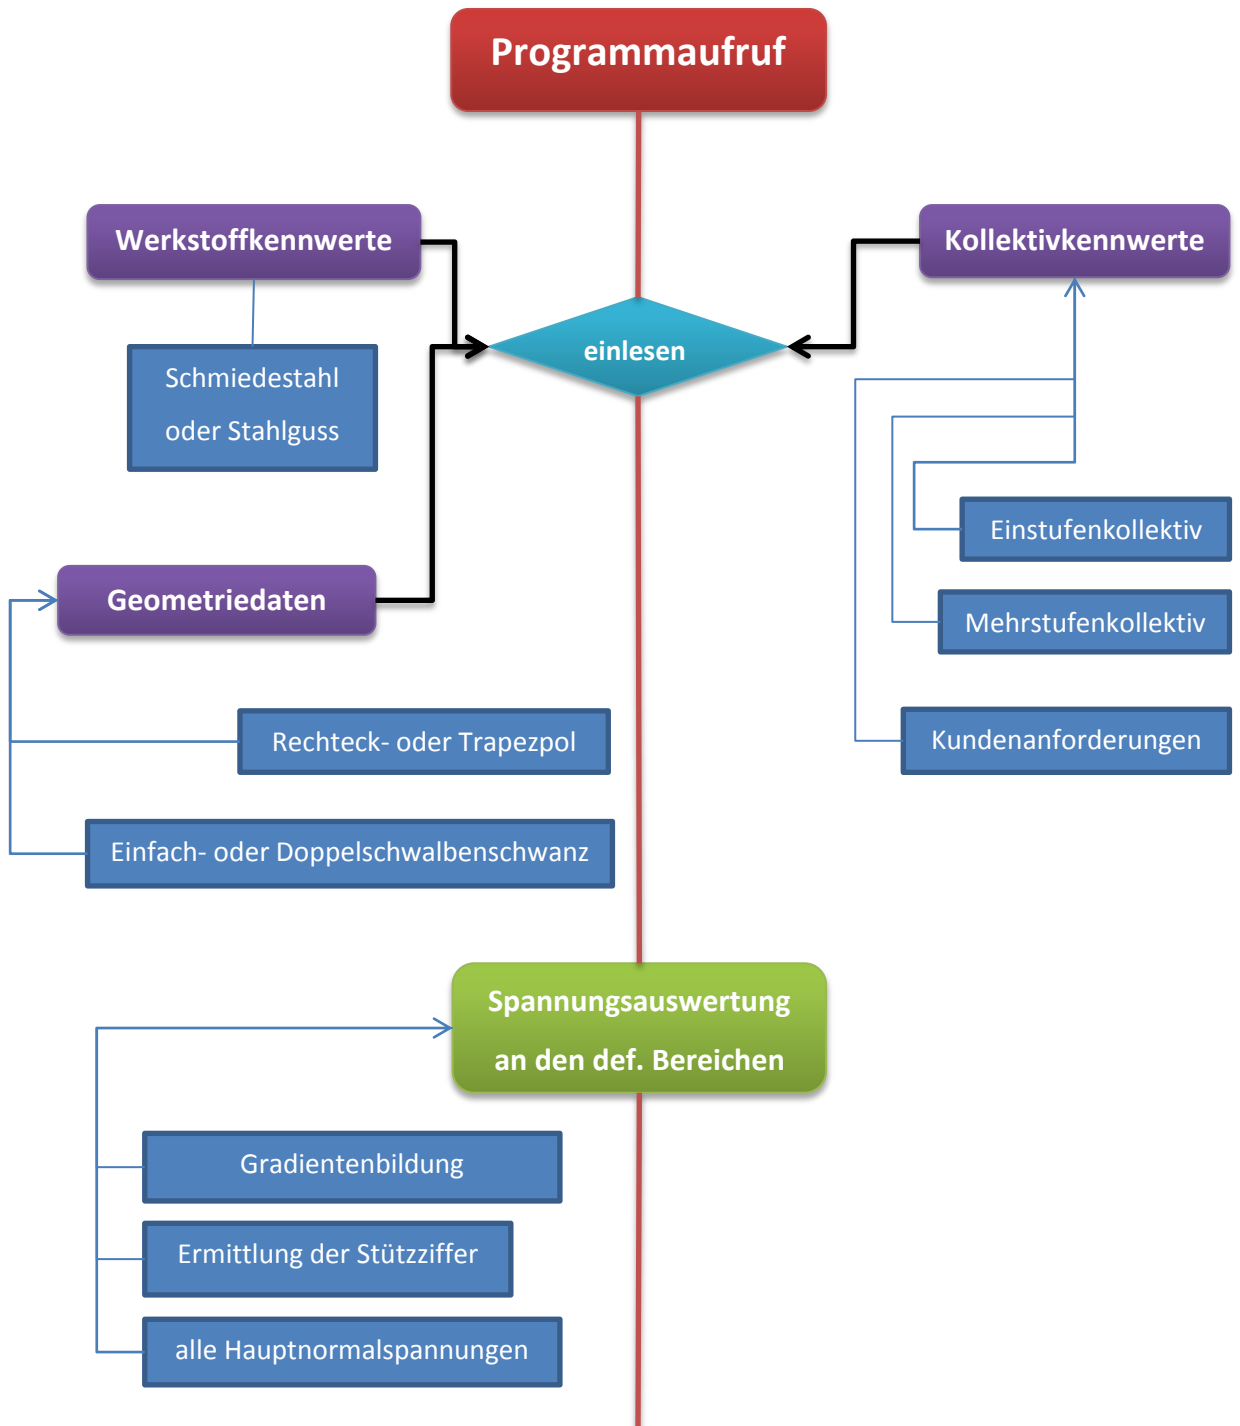 Programmaufruf
Werkstoffkennwerte
Kollektivkennwerte
einlesen
Schmiedestahl
oder Stahlguss
Einstufenkollektiv
Geometriedaten
Mehrstufenkollektiv
Rechteck- oder Trapezpol
Kundenanforderungen
Einfach- oder Doppelschwalbenschwanz
Spannungsauswertung
an den def. Bereichen
Gradientenbildung
Ermittlung der Stützziffer
alle Hauptnormalspannungen